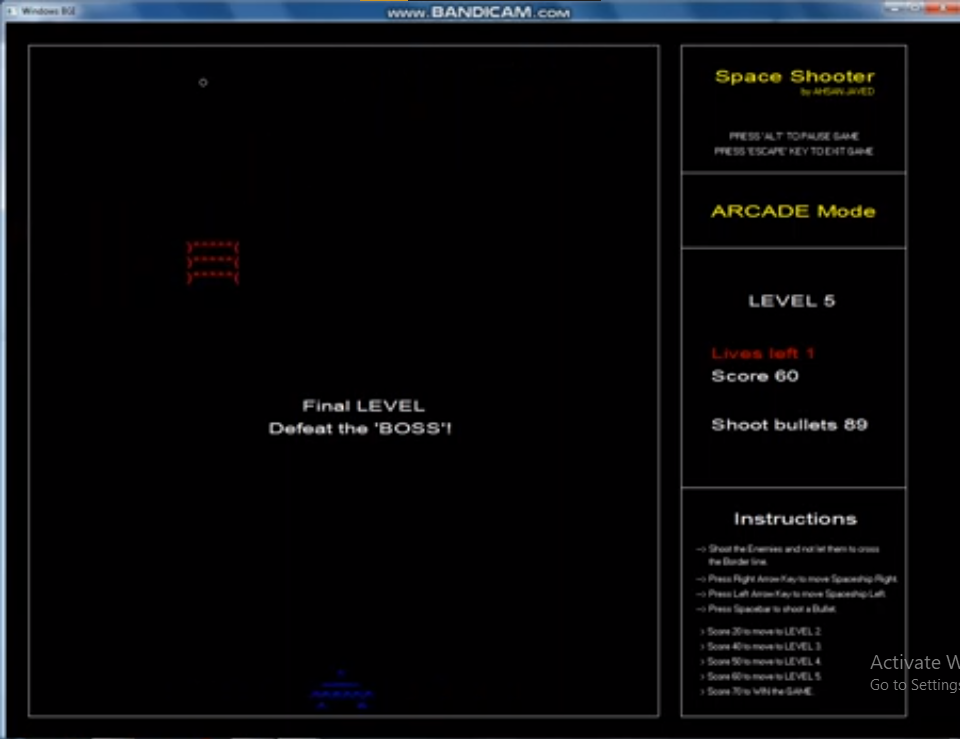 Windows BGI
www.BANDICAM.com
Space Shooter
by AHSAN JAVED
PRESS 'ALT' TO PAUSE GAME
PRESS 'ESCAPE' KEY TO EXIT GAME
ARCADE Mode
LEVEL 5
Lives left 1
Score 60
Shoot bullets 89
Final LEVEL
Defeat the 'BOSS'!
Instructions
--> Shoot the Enemies and not let them to cross
the Border line.
--> Press Right Arrow Key to move Spaceship Right.
--> Press Left Arrow Key to move Spaceship Left.
--> Press Spacebar to shoot a Bullet.
> Score 20 to move to LEVEL 2.
> Score 40 to move to LEVEL 3.
> Score 50 to move to LEVEL 4.
> Score 60 to move to LEVEL 5.
> Score 70 to WIN the GAME.
Activate W
Go to Settings